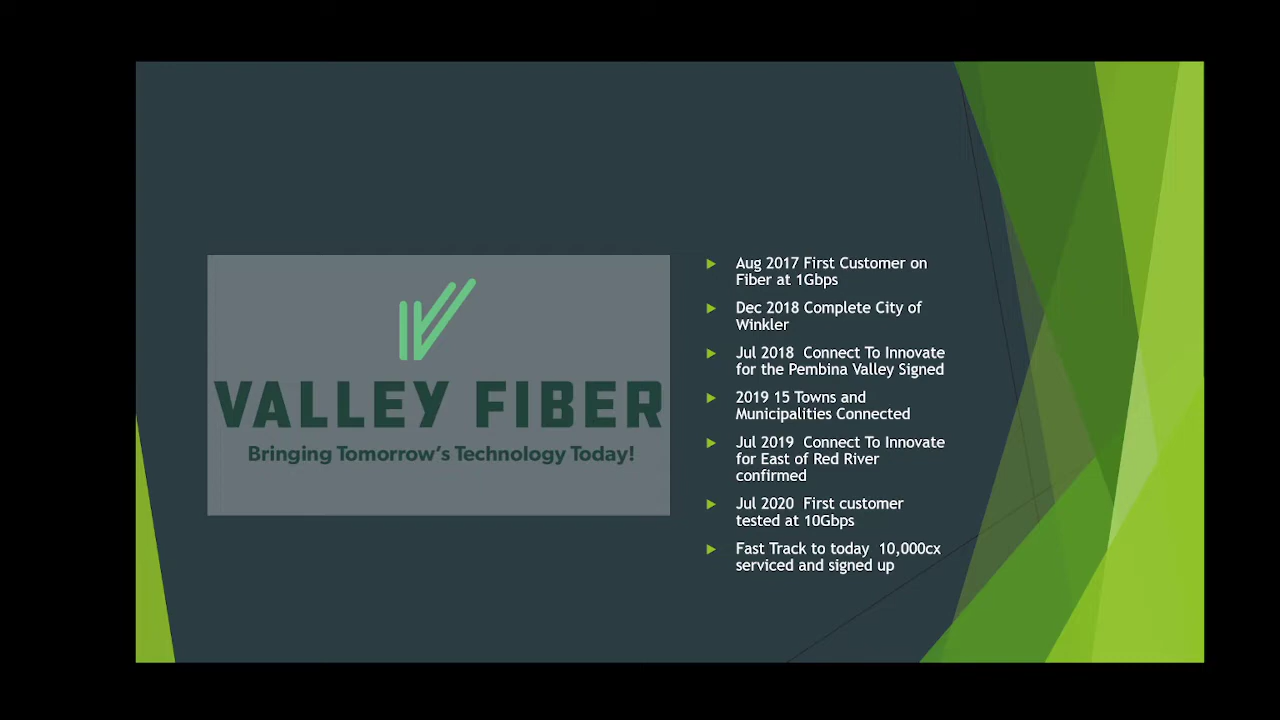 VALLEY FIBER
Bringing Tomorrow's Technology Today!
Aug 2017 First Customer on
Fiber at 1Gbps
Dec 2018 Complete City of
Winkler
Jul 2018  Connect To Innovate
for the Pembina Valley Signed
2019 15 Towns and
Municipalities Connected
Jul 2019  Connect To Innovate
for East of Red River
confirmed
Jul 2020  First customer
tested at 10Gbps
Fast Track to today  10,000cx
serviced and signed up